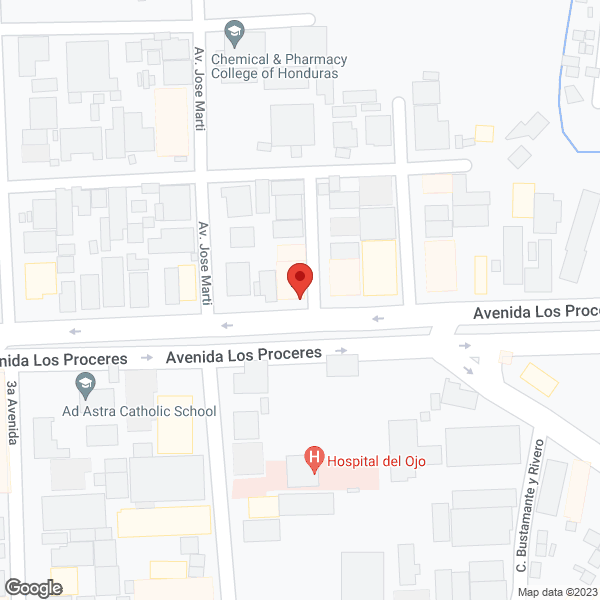 Chemical & Pharmacy
College of Honduras
Av. Jose Marti
Av. Jose Marti
Avenida Los Proce
enida Los Proceres
Avenida Los Proceres
3a Avenida
Ad Astra Catholic School
H
Hospital del Ojo
C. Bustamante y Rivero
Google
Map data ©2023